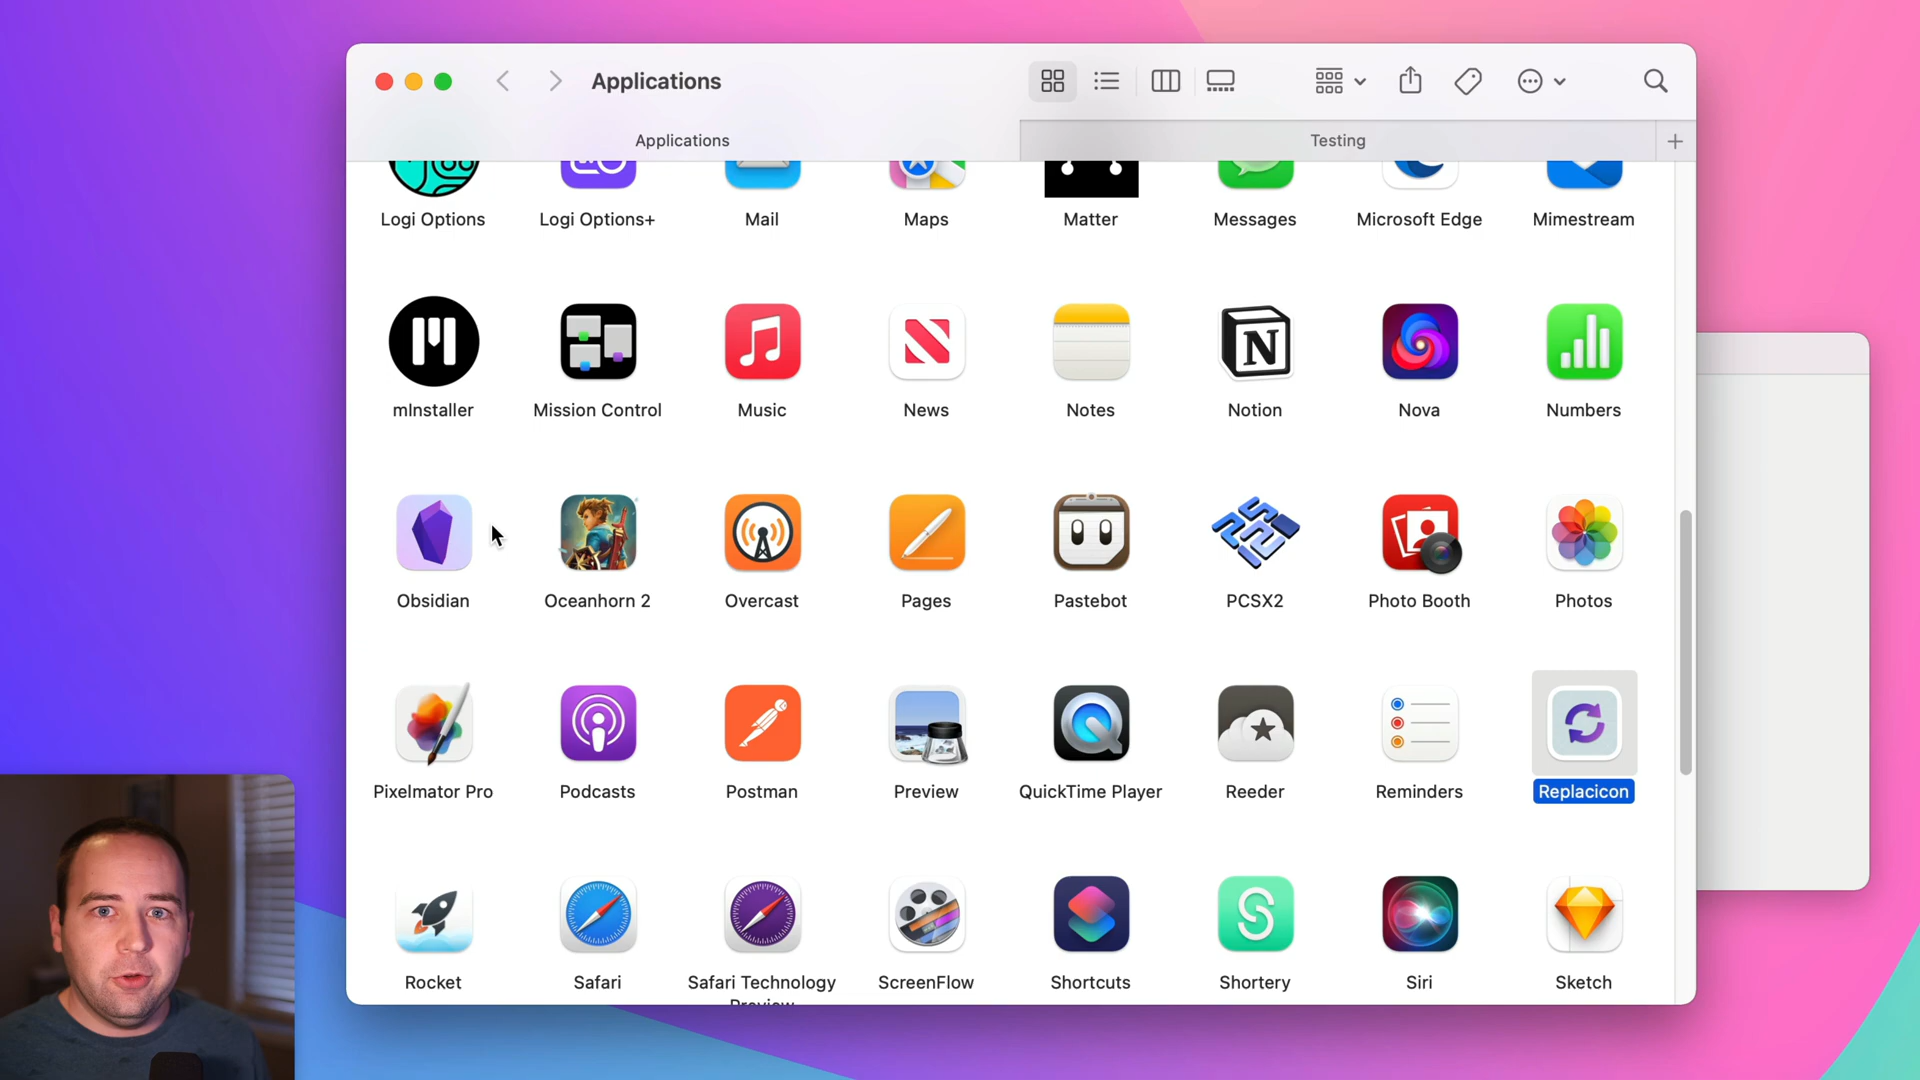 Applications
Applications
Testing
Logi Options
Logi Options+
Mail
Maps
Matter
Messages
Microsoft Edge
Mimestream
mInstaller
Mission Control
Music
News
Notes
Notion
Nova
Numbers
Obsidian
Oceanhorn 2
Overcast
Pages
Pastebot
PCSX2
Photo Booth
Photos
Pixelmator Pro
Podcasts
Postman
Preview
QuickTime Player
Reeder
Reminders
Replacicon
Rocket
Safari
Safari Technology
Preview
ScreenFlow
Shortcuts
Shortery
Siri
Sketch